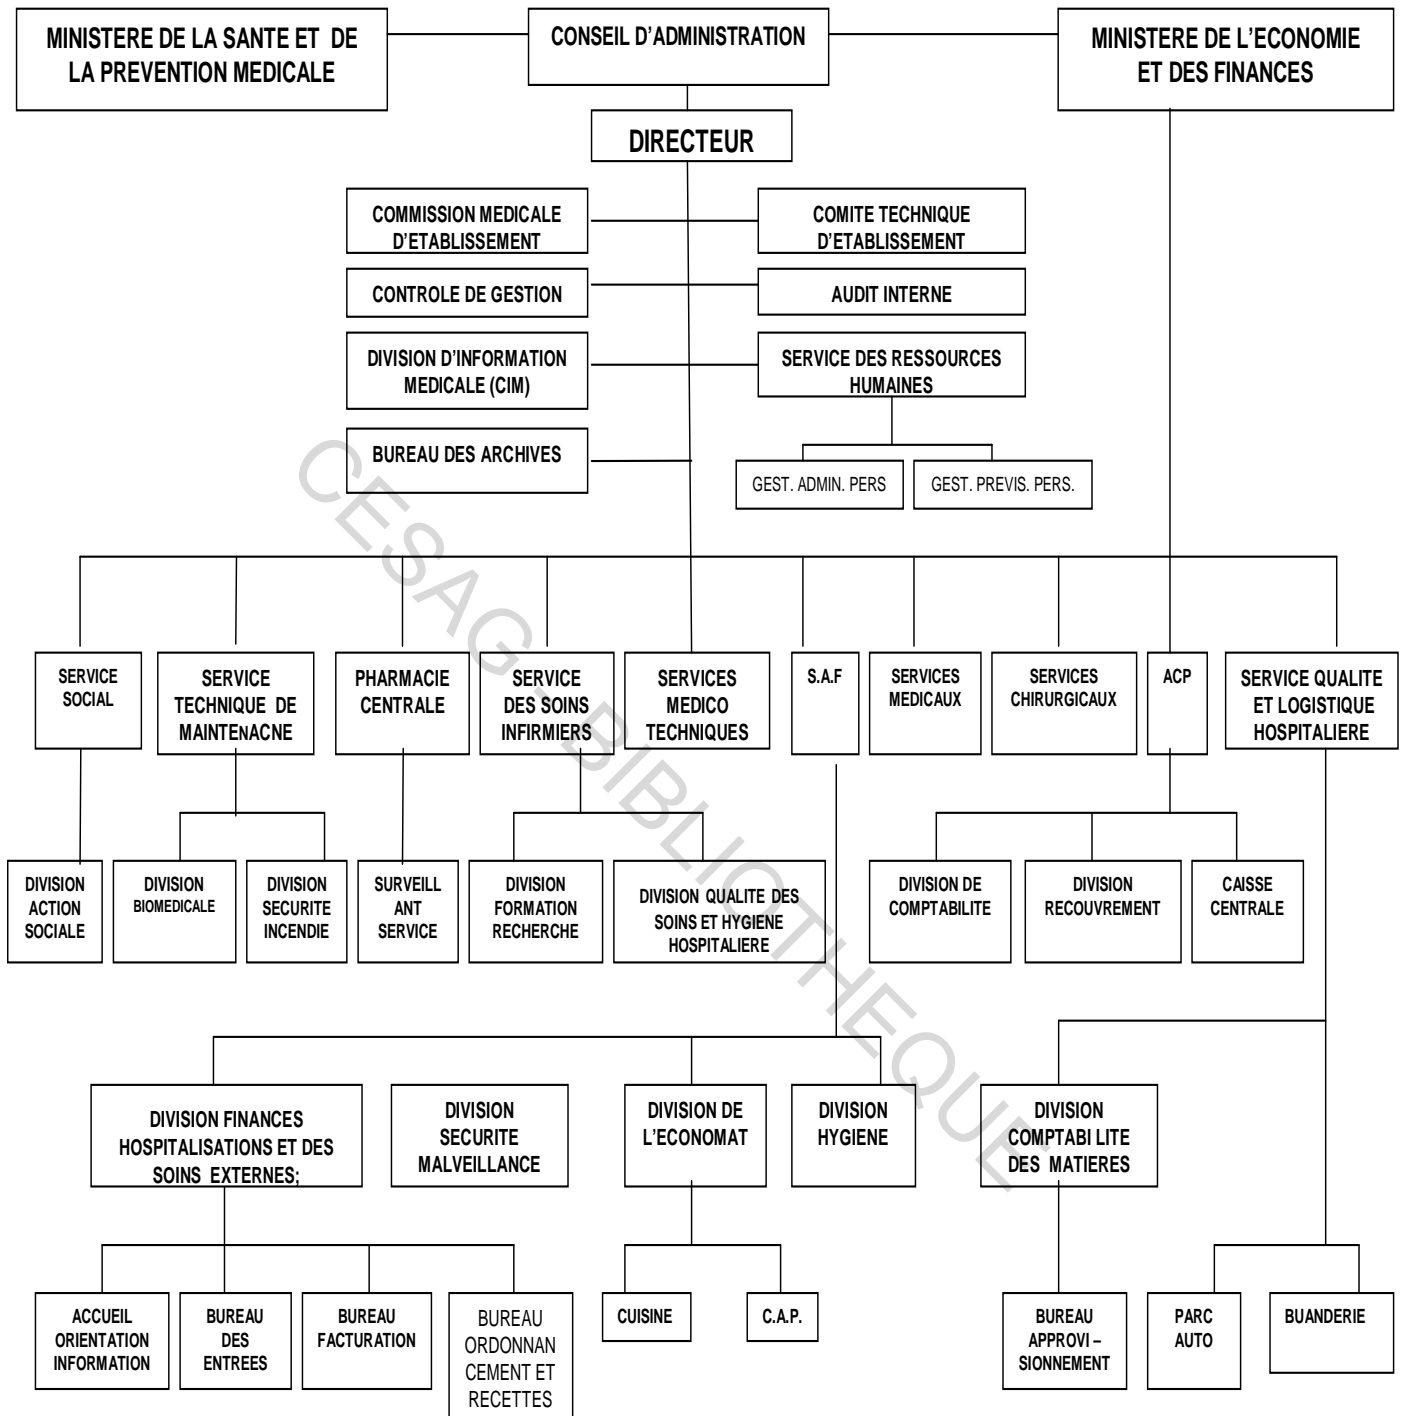 MINISTERE DE LA SANTE ET DE
LA PREVENTION MEDICALE
CONSEIL D'ADMINISTRATION
MINISTERE DE L'ECONOMIE
ET DES FINANCES
DIRECTEUR
COMMISSION MEDICALE
D'ETABLISSEMENT
COMITE TECHNIQUE
D'ETABLISSEMENT
CONTROLE DE GESTION
AUDIT INTERNE
DIVISION D'INFORMATION
MEDICALE (CIM)
SERVICE DES RESSOURCES
HUMAINES
BUREAU DES ARCHIVES
GEST. ADMIN. PERS
GEST. PREVIS. PERS.
SERVICE
SOCIAL
SERVICE
TECHNIQUE DE
MAINTENACNE
PHARMACIE
CENTRALE
SERVICE
DES SOINS
INFIRMIERS
SERVICES
MEDICO
TECHNIQUES
S.A.F
SERVICES
MEDICAUX
SERVICES
CHIRURGICAUX
ACP
SERVICE QUALITE
ET LOGISTIQUE
HOSPITALIERE
DIVISION
ACTION
SOCIALE
DIVISION
BIOMEDICALE
DIVISION
SECURITE
INCENDIE
SURVEILL
ANT
SERVICE
DIVISION
FORMATION
RECHERCHE
DIVISION QUALITE DES
SOINS ET HYGIENE
HOSPITALIERE
DIVISION DE
COMPTABILITE
DIVISION
RECOUVREMENT
CAISSE
CENTRALE
DIVISION FINANCES
HOSPITALISATIONS ET DES
SOINS EXTERNES;
DIVISION
SECURITE
MALVEILLANCE
DIVISION DE
L'ECONOMAT
DIVISION
HYGIENE
DIVISION
COMPTABI LITE
DES MATIERES
ACCUEIL
ORIENTATION
INFORMATION
BUREAU
DES
ENTREES
BUREAU
FACTURATION
BUREAU
ORDONNAN
CEMENT ET
RECETTES
CUISINE
C.A.P.
BUREAU
APPROVI –
SIONNEMENT
PARC
AUTO
BUANDERIE
CESAG - BIBLIOTHEQUE